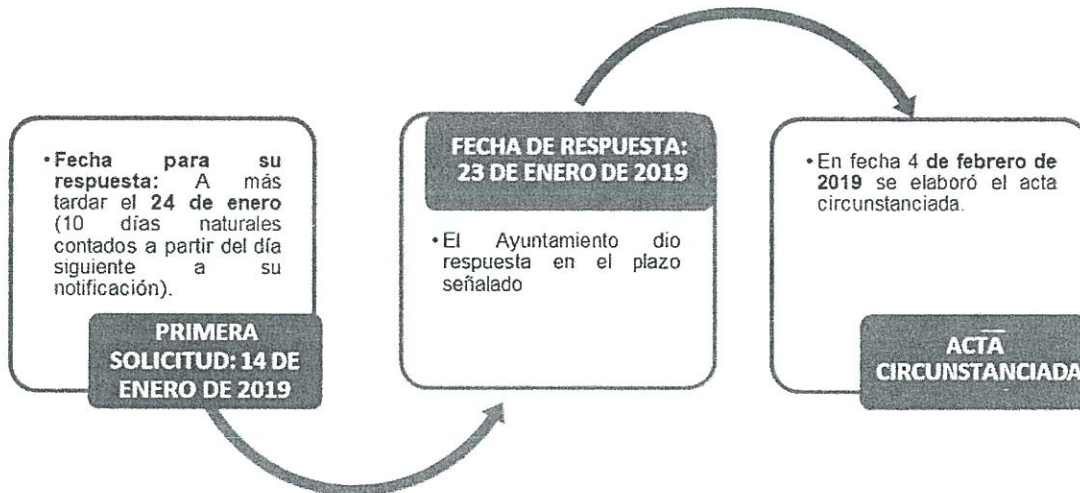 • Fecha para su
respuesta: A más
tardar el 24 de enero
(10 días naturales
contados a partir del día
siguiente a su
notificación).
PRIMERA
SOLICITUD: 14 DE
ENERO DE 2019
FECHA DE RESPUESTA:
23 DE ENERO DE 2019
• El Ayuntamiento dio
respuesta en el plazo
señalado
• En fecha 4 de febrero de
2019 se elaboró el acta
circunstanciada.
ACTA
CIRCUNSTANCIADA